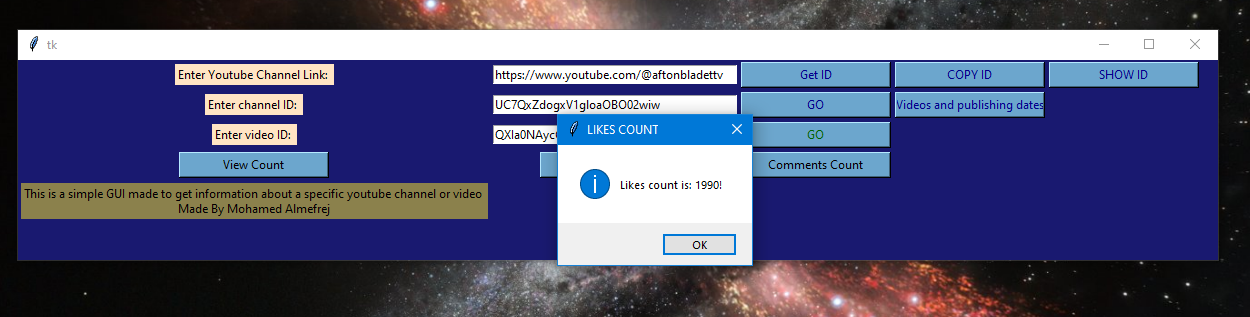 tk
Enter Youtube Channel Link:
https://www.youtube.com/@aftonbladettv
Get ID
COPY ID
SHOW ID
Enter channel ID:
UC7QxZdogxV1gloaOBO02wiw
GO
Videos and publishing dates
LIKES COUNT
Enter video ID:
GO
View Count
Comments Count
Likes count is: 1990!
This is a simple GUI made to get information about a specific youtube channel or video
Made By Mohamed Almefrej
OK